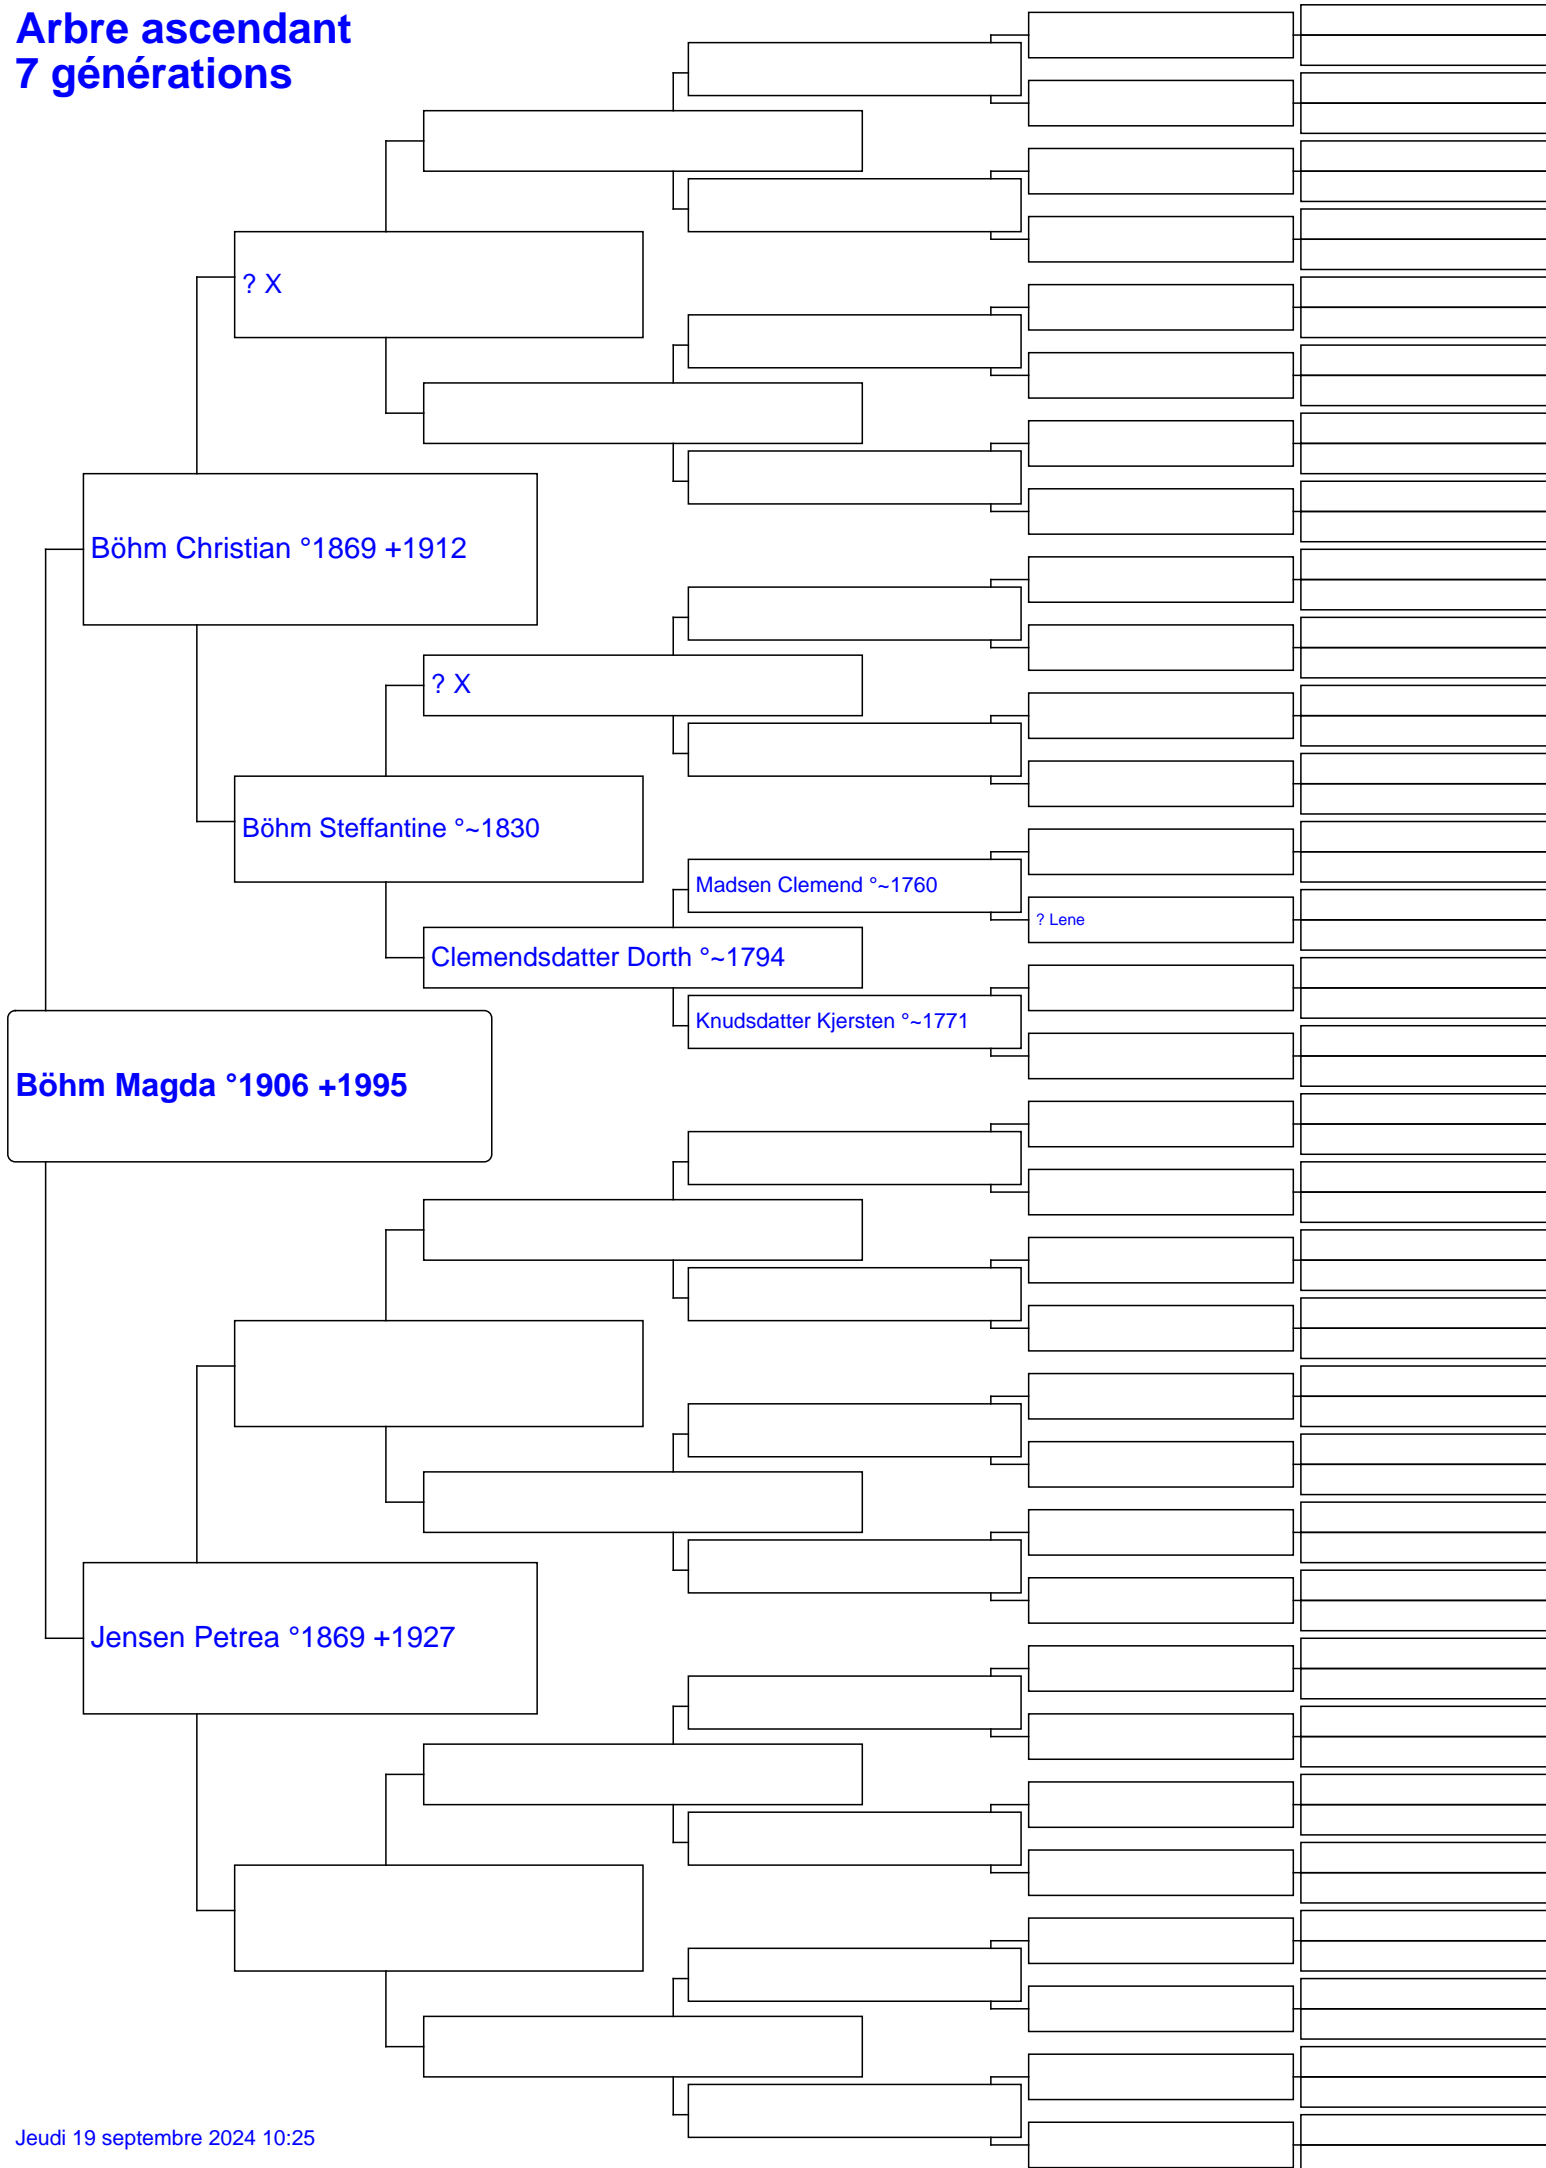 Arbre ascendant
7 générations
? X
Böhm Christian °1869 +1912
? X
Böhm Steffantine °~1830
Madsen Clemend °~1760
? Lene
Clemendsdatter Dorth °~1794
Knudsdatter Kjersten °~1771
Böhm Magda °1906 +1995
Jensen Petrea °1869 +1927
Jeudi 19 septembre 2024 10:25